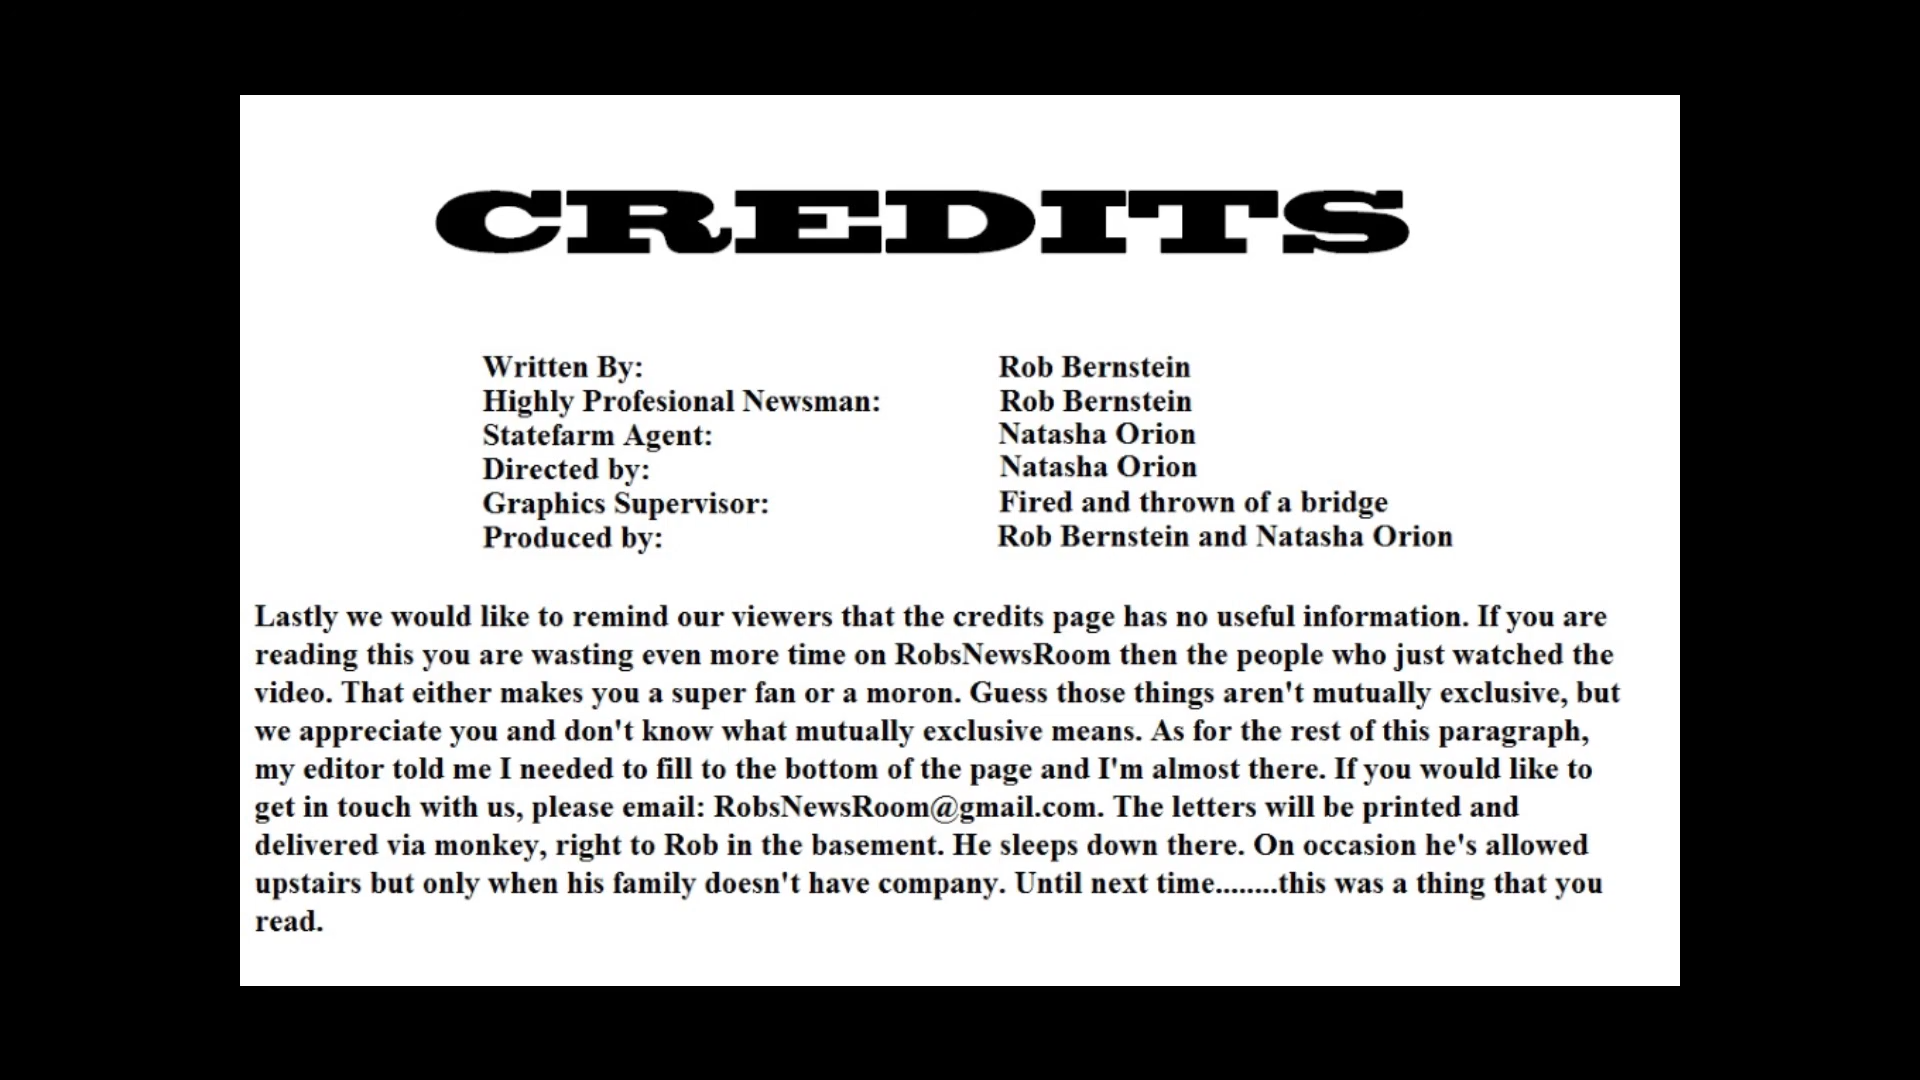 CREDITS
Written By: Rob Bernstein
Highly Profesional Newsman: Rob Bernstein
Statefarm Agent: Natasha Orion
Directed by: Natasha Orion
Graphics Supervisor: Fired and thrown of a bridge
Produced by: Rob Bernstein and Natasha Orion
Lastly we would like to remind our viewers that the credits page has no useful information. If you are
reading this you are wasting even more time on RobsNewsRoom then the people who just watched the
video. That either makes you a super fan or a moron. Guess those things aren't mutually exclusive, but
we appreciate you and don't know what mutually exclusive means. As for the rest of this paragraph,
my editor told me I needed to fill to the bottom of the page and I'm almost there. If you would like to
get in touch with us, please email: RobsNewsRoom@gmail.com. The letters will be printed and
delivered via monkey, right to Rob in the basement. He sleeps down there. On occasion he's allowed
upstairs but only when his family doesn't have company. Until next time........this was a thing that you
read.